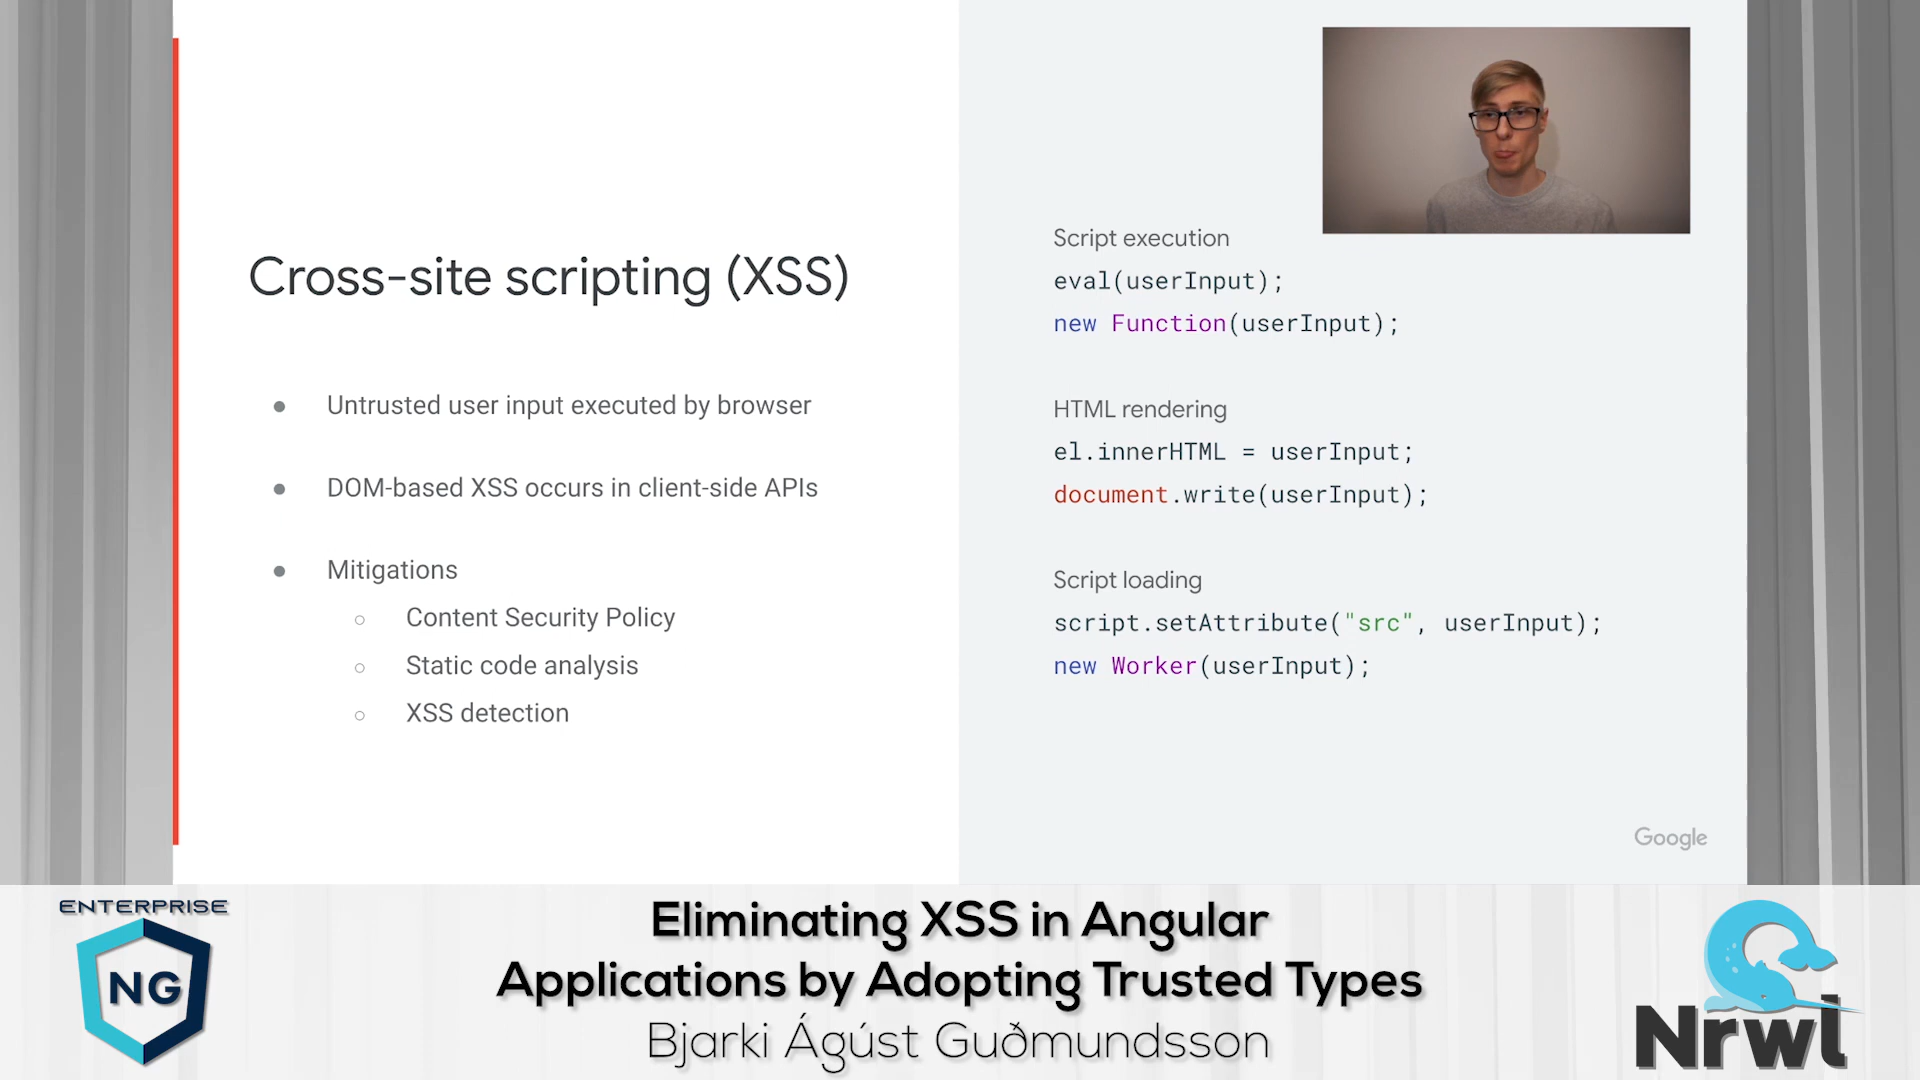 Cross-site scripting (XSS)
Untrusted user input executed by browser
DOM-based XSS occurs in client-side APIs
Mitigations
Content Security Policy
Static code analysis
XSS detection
Script execution
eval(userInput);
new Function(userInput);
HTML rendering
el.innerHTML = userInput;
document.write(userInput);
Script loading
script.setAttribute("src", userInput);
new Worker(userInput);
Google
ENTERPRISE
NG
Eliminating XSS in Angular
Applications by Adopting Trusted Types
Bjarki Ágúst Guðmundsson
Nrwl